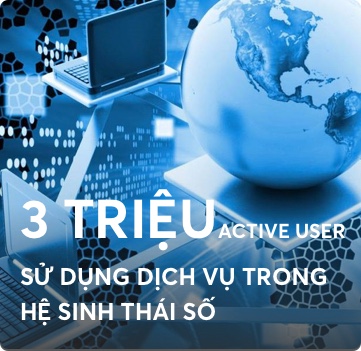 3 TRIỆU ACTIVE USER
SỬ DỤNG DỊCH VỤ TRONG
HỆ SINH THÁI SỐ